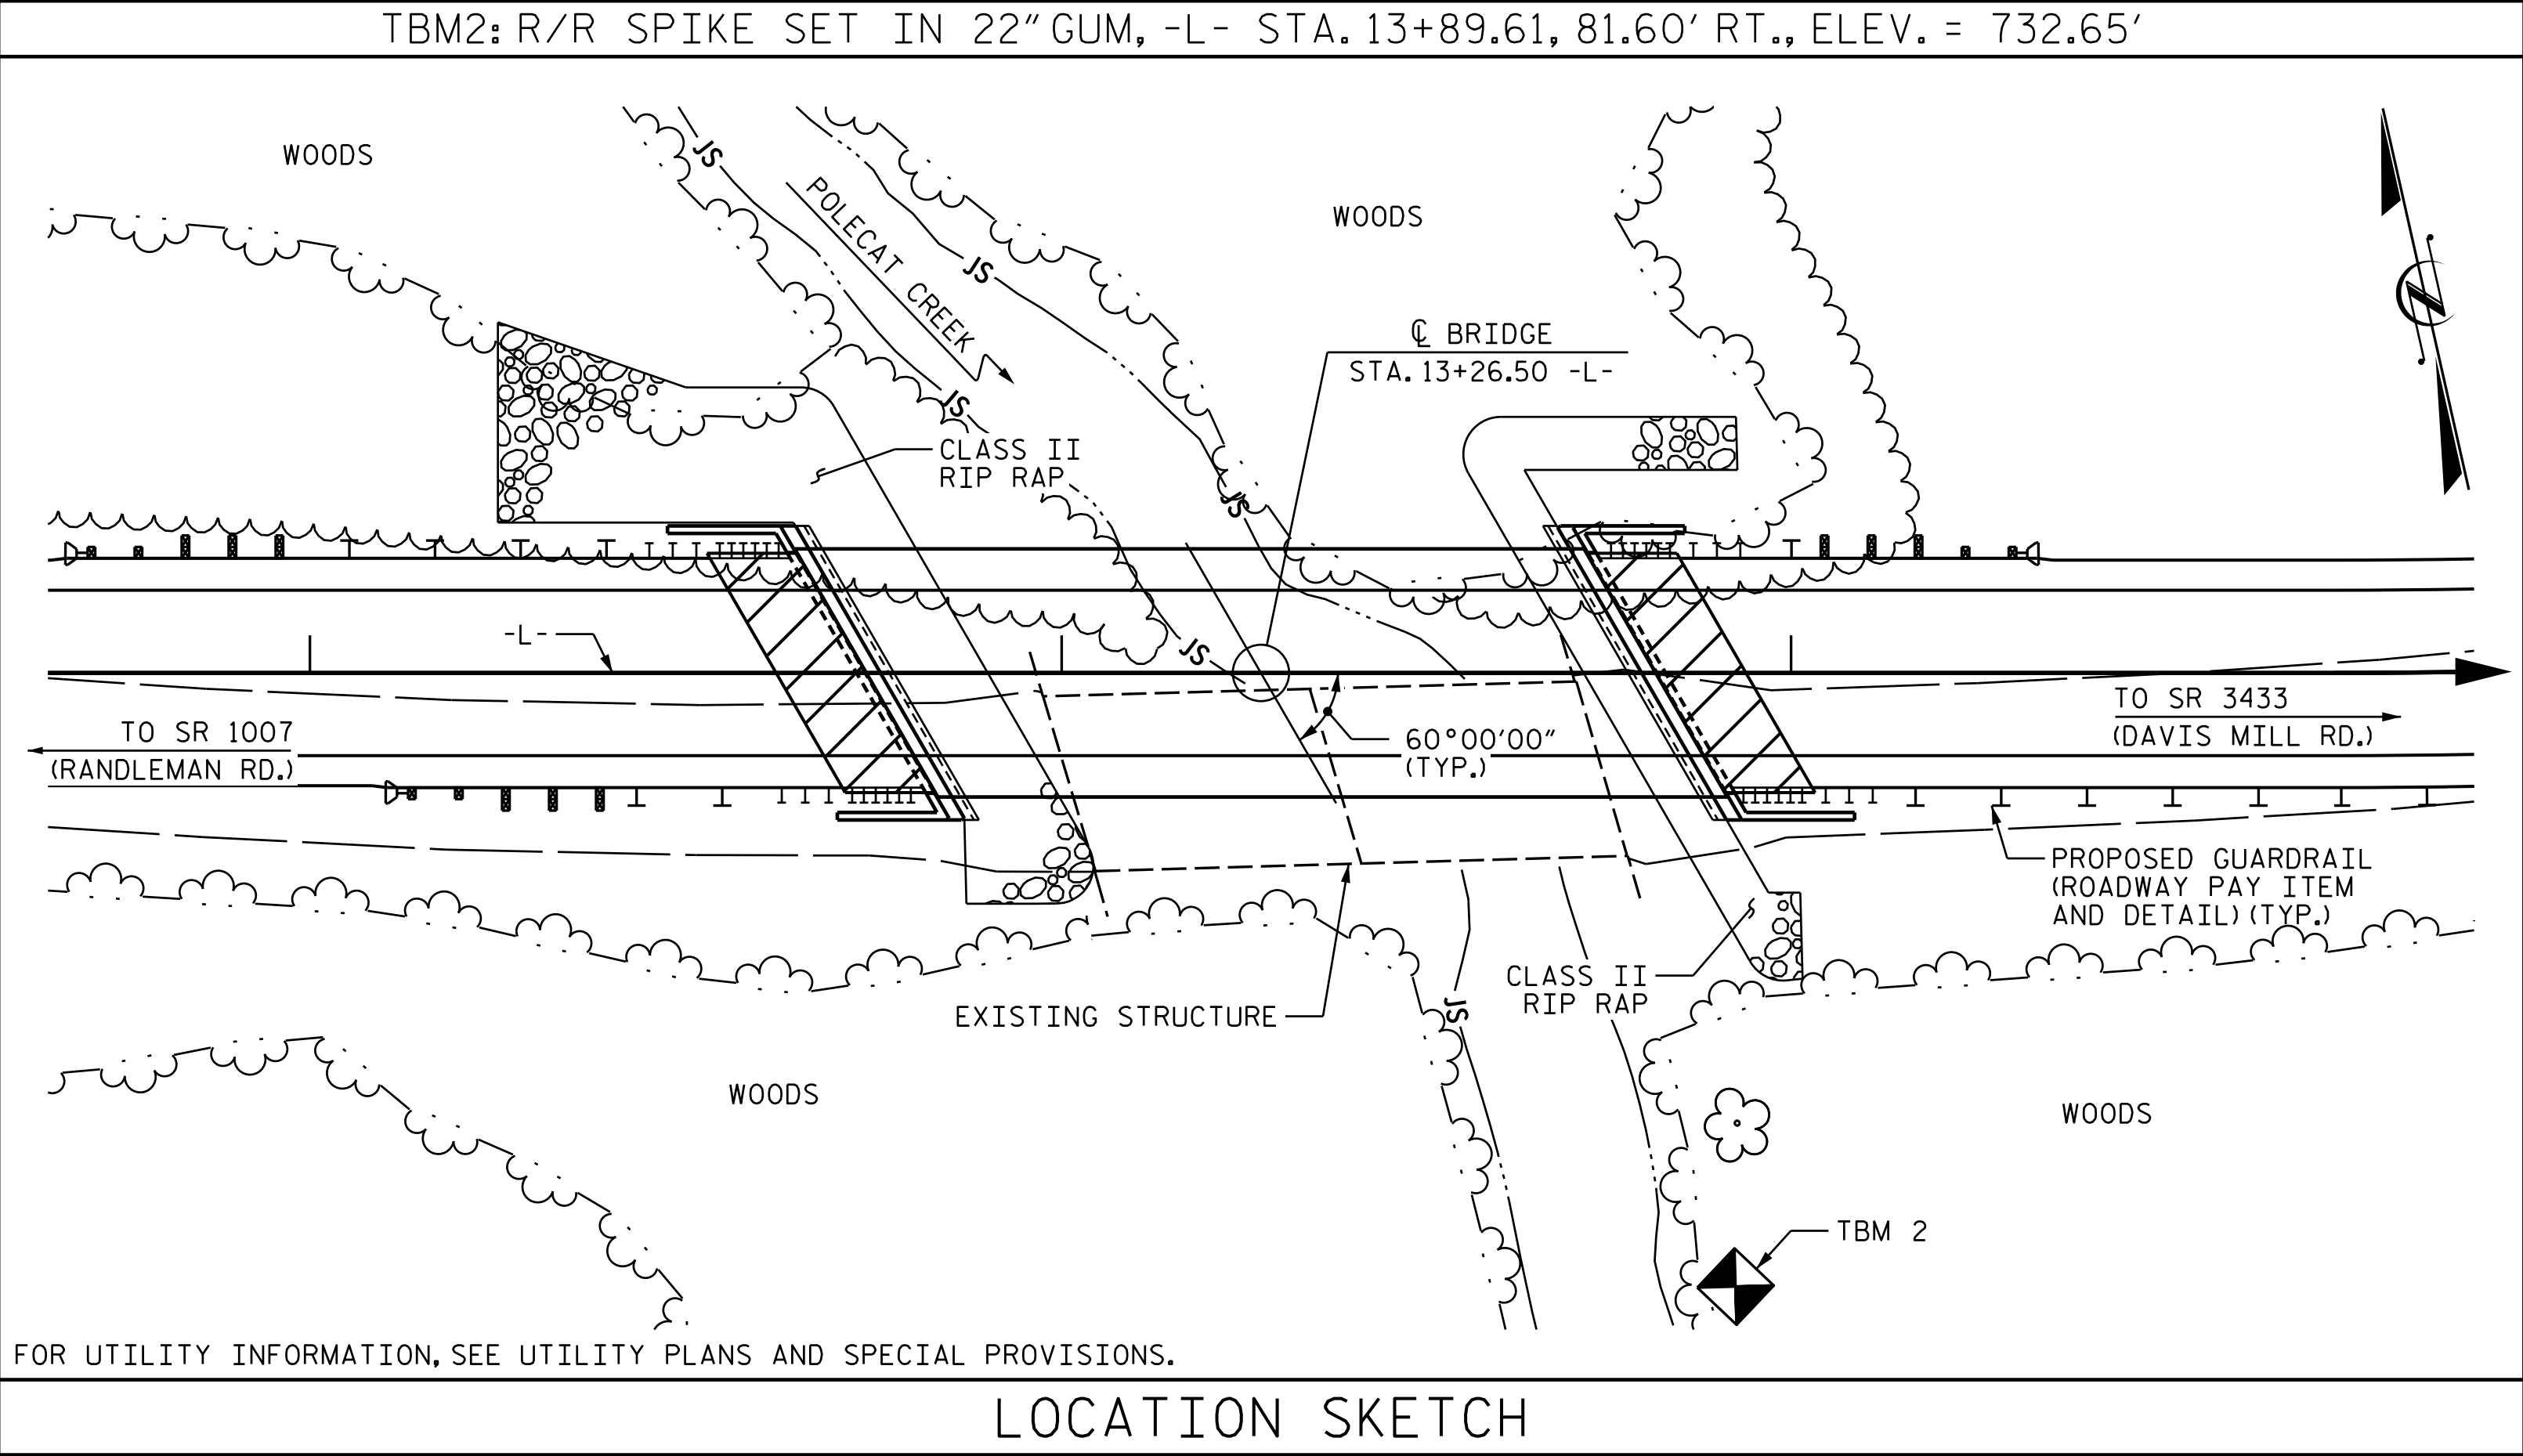 TBM2: R/R SPIKE SET IN 22" GUM, -L- STA. 13+89.61, 81.60' RT., ELEV. = 732.65'
WOODS
JS
POLECAT CREEK
JS
WOODS
℄ BRIDGE
STA. 13+26.50 -L-
N
JS
CLASS II
RIP RAP
JS
-L-
JS
TO SR 1007
(RANDLEMAN RD.)
60°00'00"
(TYP.)
TO SR 3433
(DAVIS MILL RD.)
PROPOSED GUARDRAIL
(ROADWAY PAY ITEM
AND DETAIL) (TYP.)
EXISTING STRUCTURE
JS
CLASS II
RIP RAP
WOODS
WOODS
TBM 2
FOR UTILITY INFORMATION, SEE UTILITY PLANS AND SPECIAL PROVISIONS.
LOCATION SKETCH